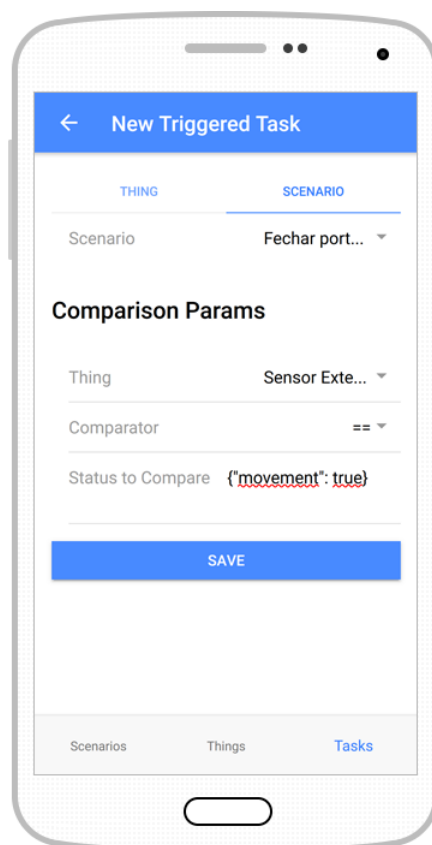 New Triggered Task
THING SCENARIO
Scenario Fechar port...
Comparison Params
Thing Sensor Exte...
Comparator ==
Status to Compare {"movement": true}
SAVE
Scenarios Things Tasks